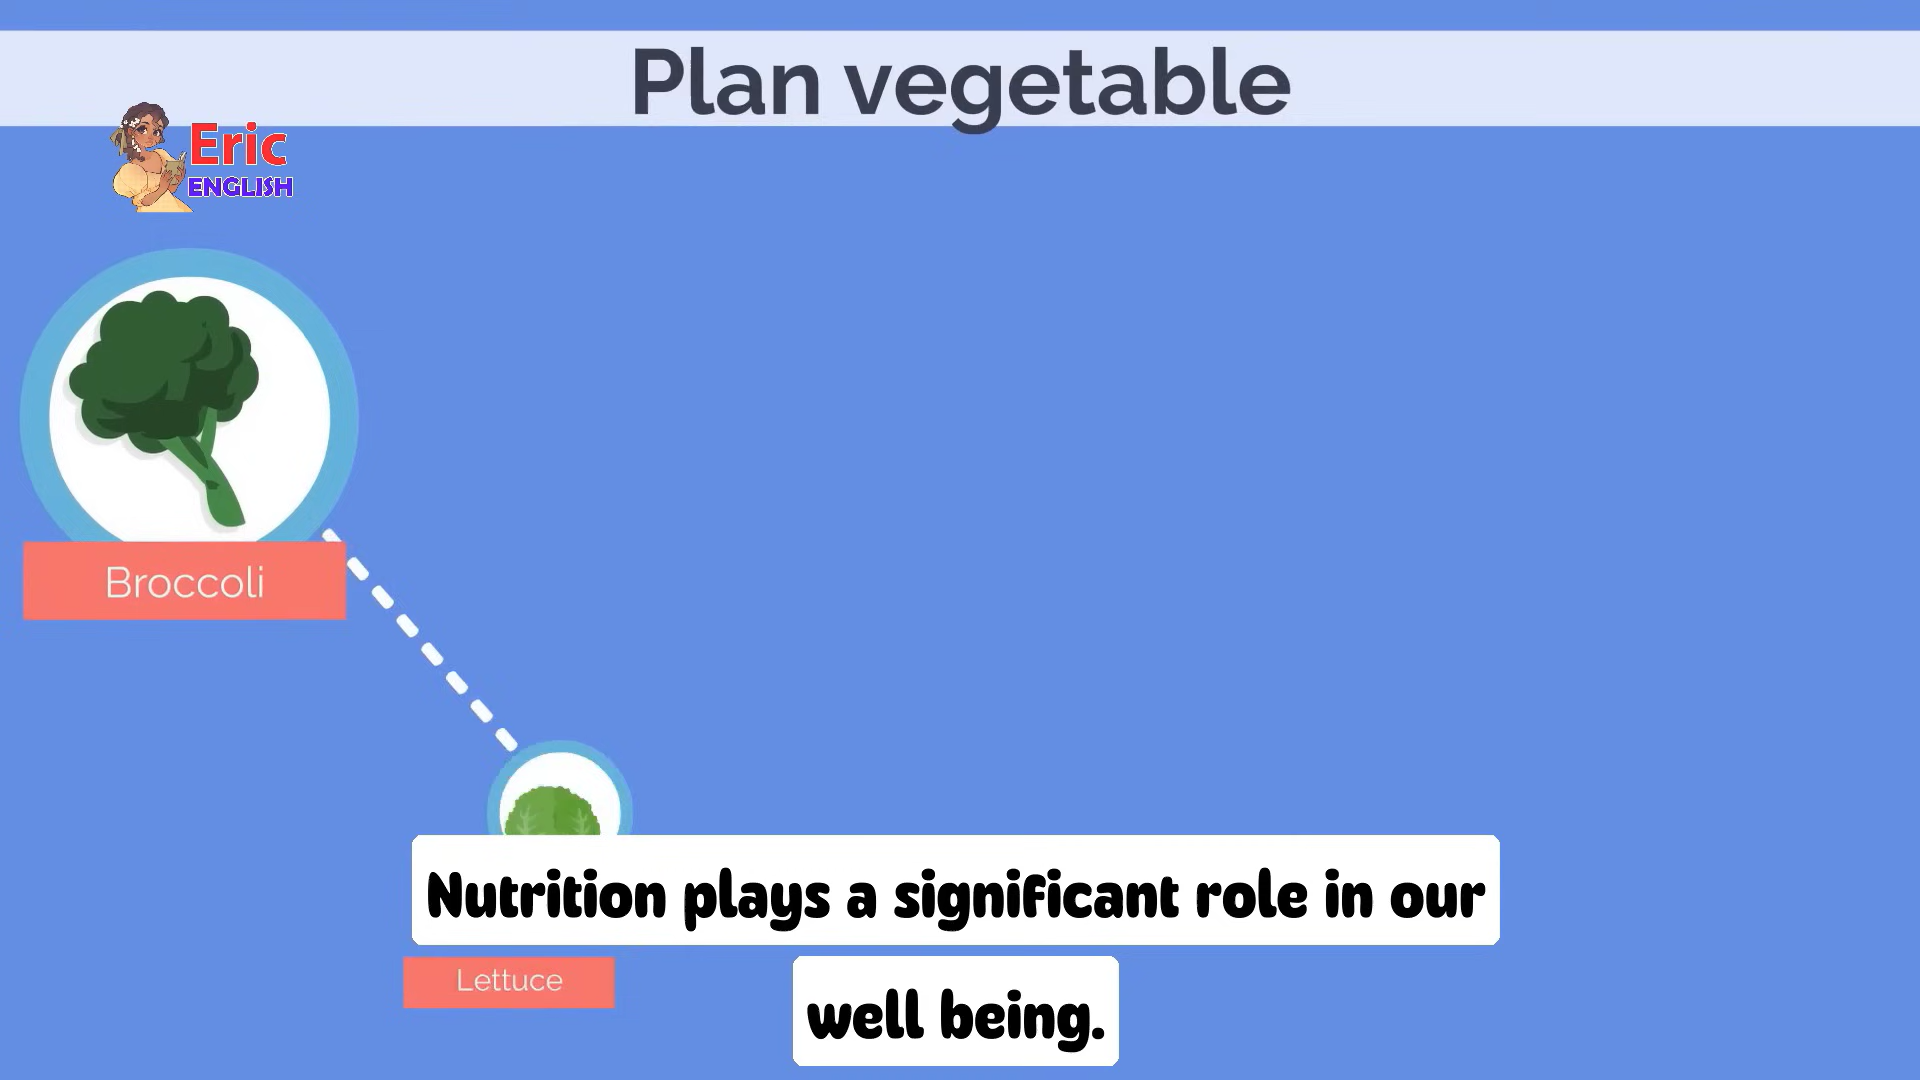 Plan vegetable
Eric
ENGLISH
Broccoli
Nutrition plays a significant role in our
Lettuce
well being.